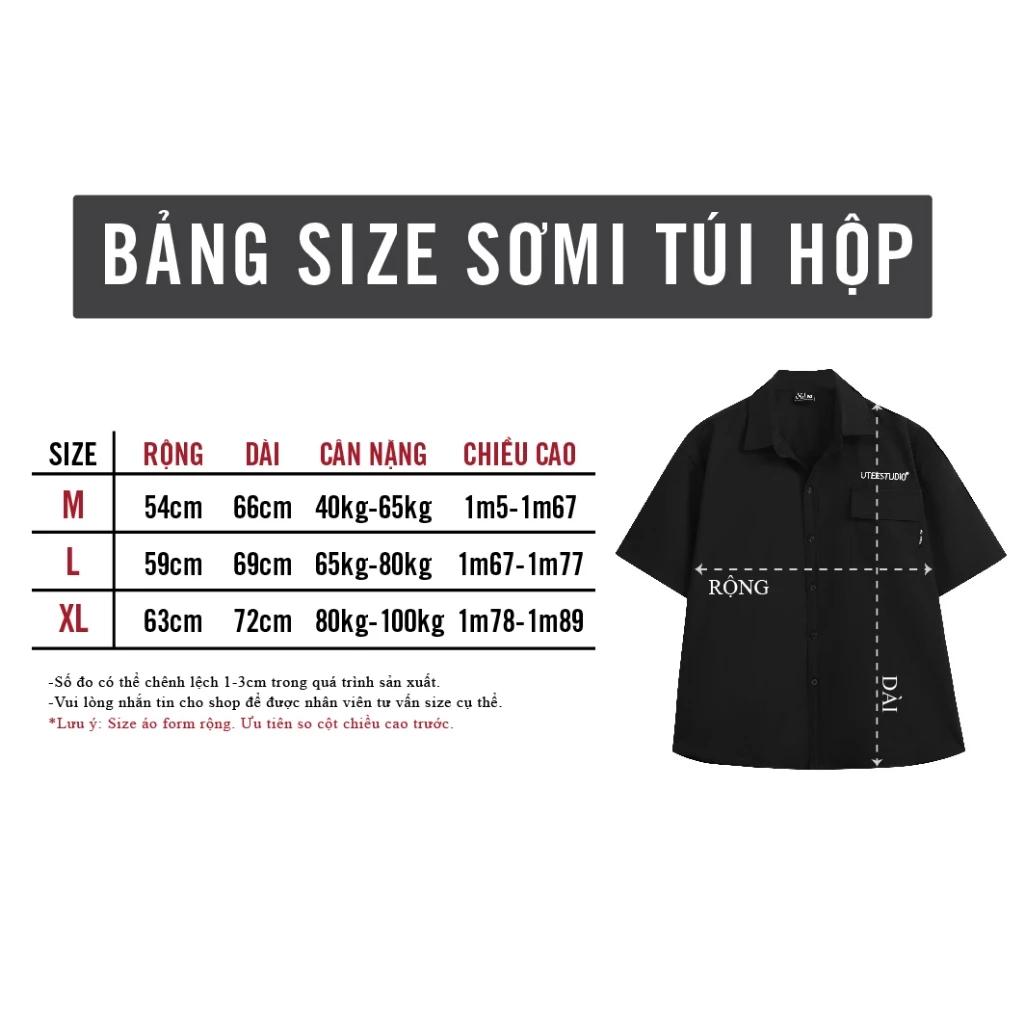 BẢNG SIZE SƠMI TÚI HỘP
SIZE RỘNG DÀI CÂN NẶNG CHIỀU CAO
M 54cm 66cm 40kg-65kg 1m5-1m67
L 59cm 69cm 65kg-80kg 1m67-1m77
XL 63cm 72cm 80kg-100kg 1m78-1m89
-Số đo có thể chênh lệch 1-3cm trong quá trình sản xuất.
-Vui lòng nhắn tin cho shop để được nhân viên tư vấn size cụ thể.
*Lưu ý: Size áo form rộng. Ưu tiên so cột chiều cao trước.
UTEESTUDIO
RỘNG
DÀI